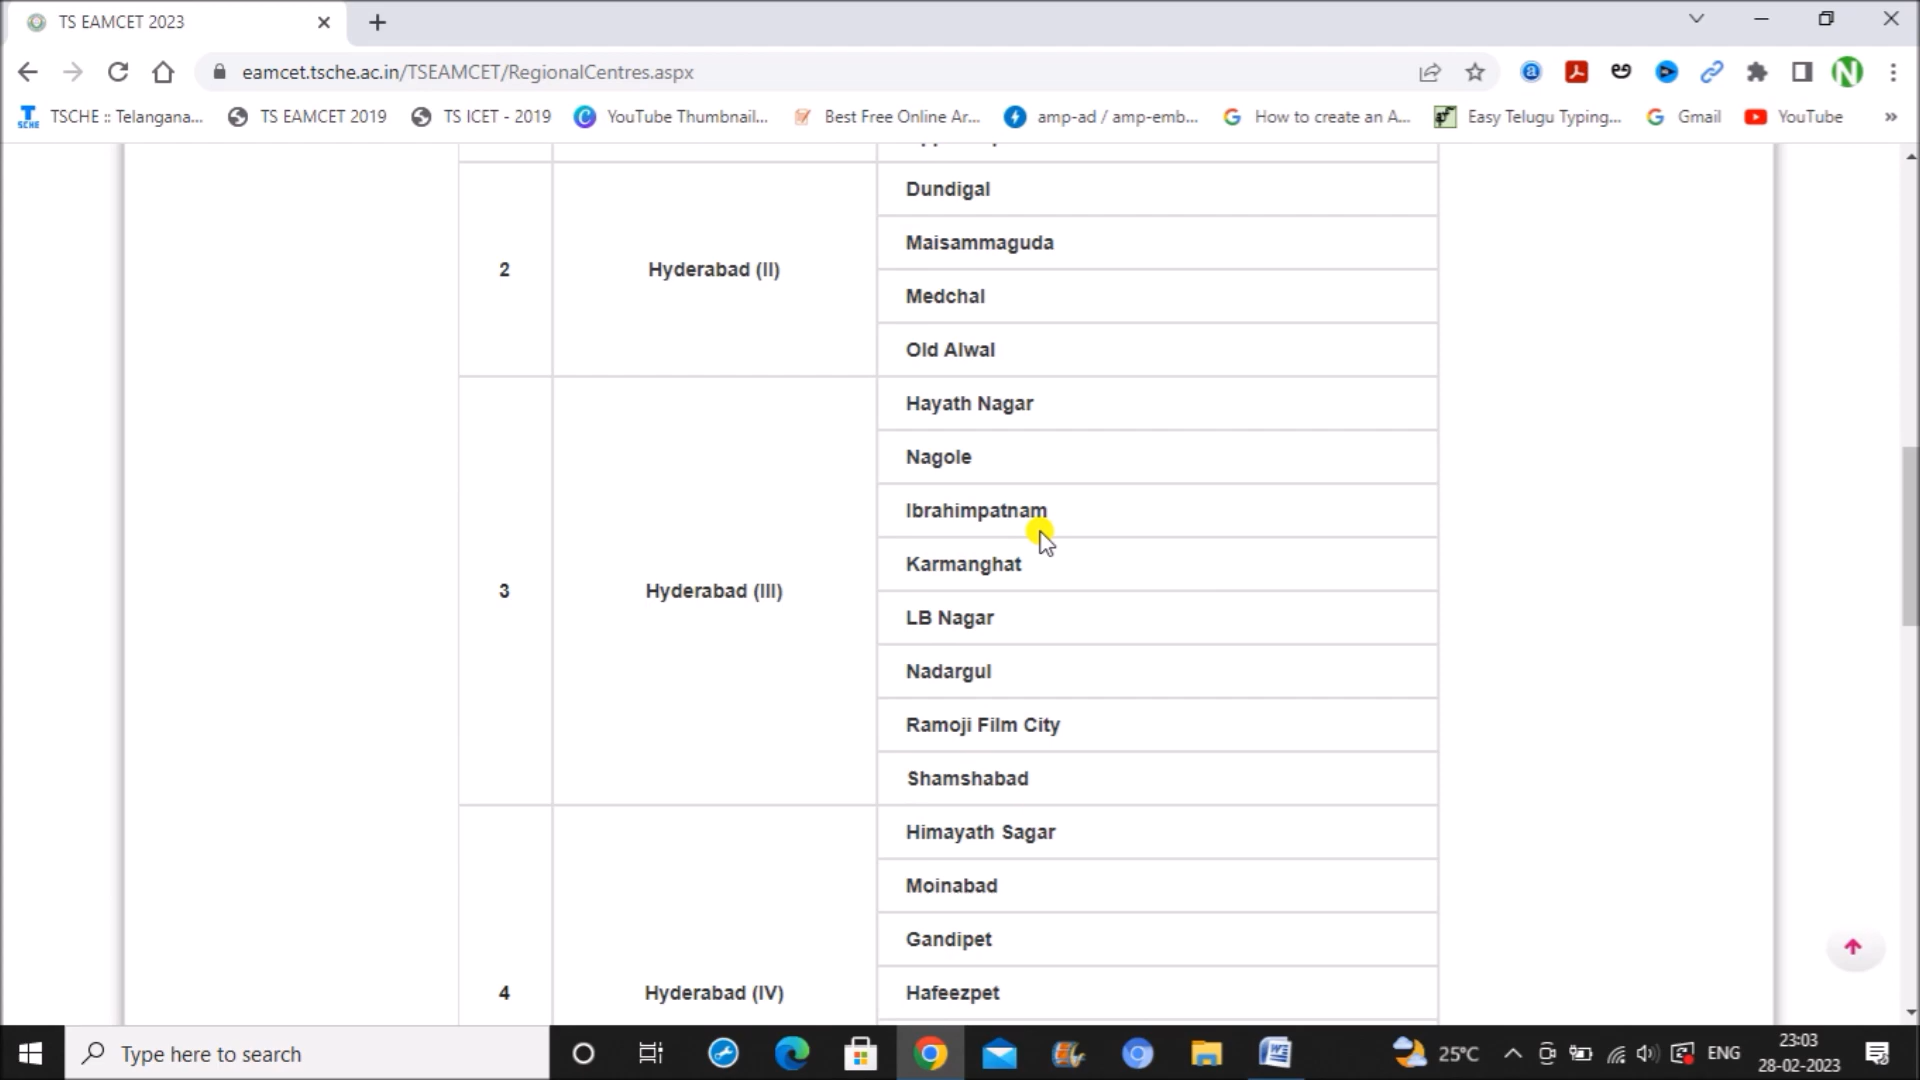 TS EAMCET 2023
eamcet.tsche.ac.in/TSEAMCET/RegionalCentres.aspx
TSCHE :: Telangana... TS EAMCET 2019 TS ICET - 2019 YouTube Thumbnail... Best Free Online Ar... amp-ad / amp-emb... How to create an A... Easy Telugu Typing... Gmail YouTube »
Dundigal
Maisammaguda
2 Hyderabad (II)
Medchal
Old Alwal
Hayath Nagar
Nagole
Ibrahimpatnam
Karmanghat
3 Hyderabad (III)
LB Nagar
Nadargul
Ramoji Film City
Shamshabad
Himayath Sagar
Moinabad
Gandipet
4 Hyderabad (IV) Hafeezpet
Type here to search 25°C ENG 23:03
28-02-2023